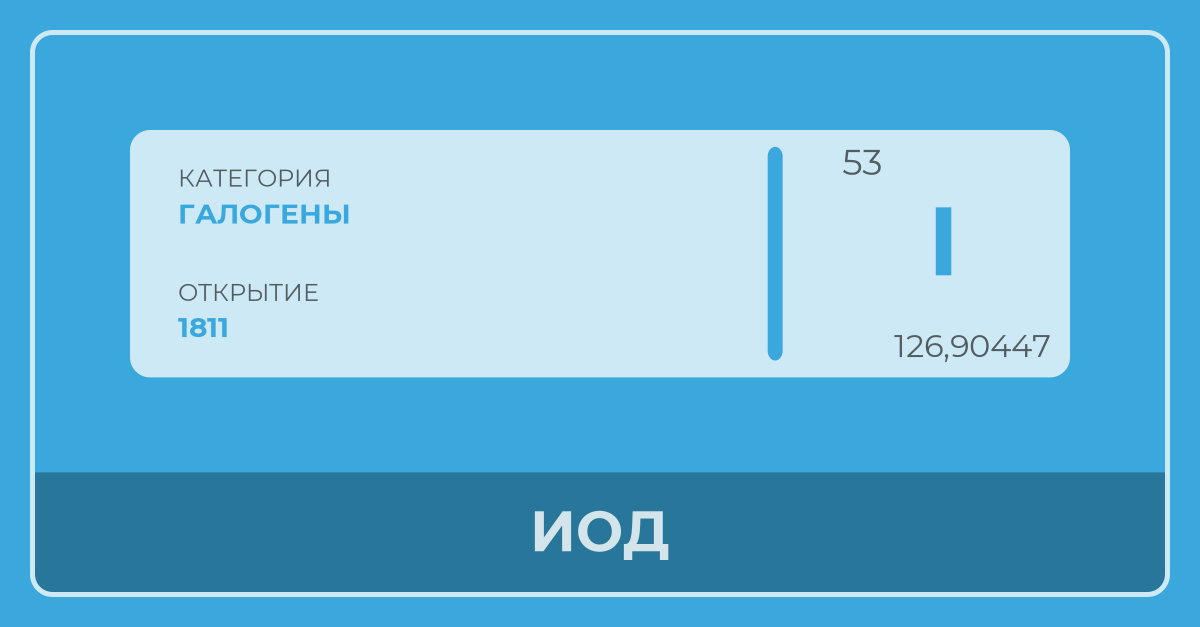 КАТЕГОРИЯ
ГАЛОГЕНЫ
ОТКРЫТИЕ
1811
53
I
126,90447
ИОД